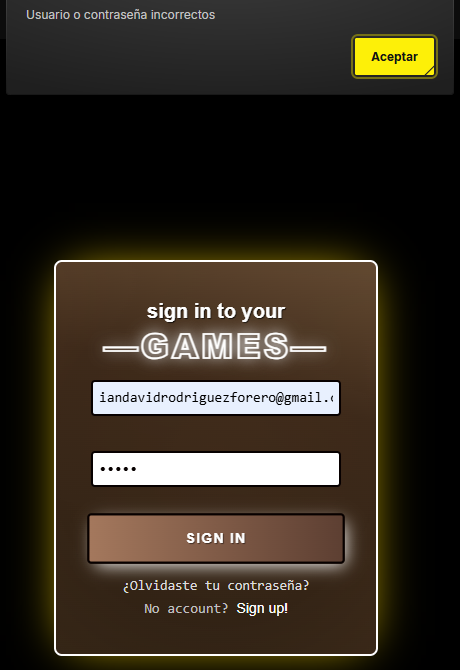 Usuario o contraseña incorrectos
Aceptar
sign in to your
—GAMES—
iandavidrodriguezforero@gmail.c
•••••
SIGN IN
¿Olvidaste tu contraseña?
No account? Sign up!